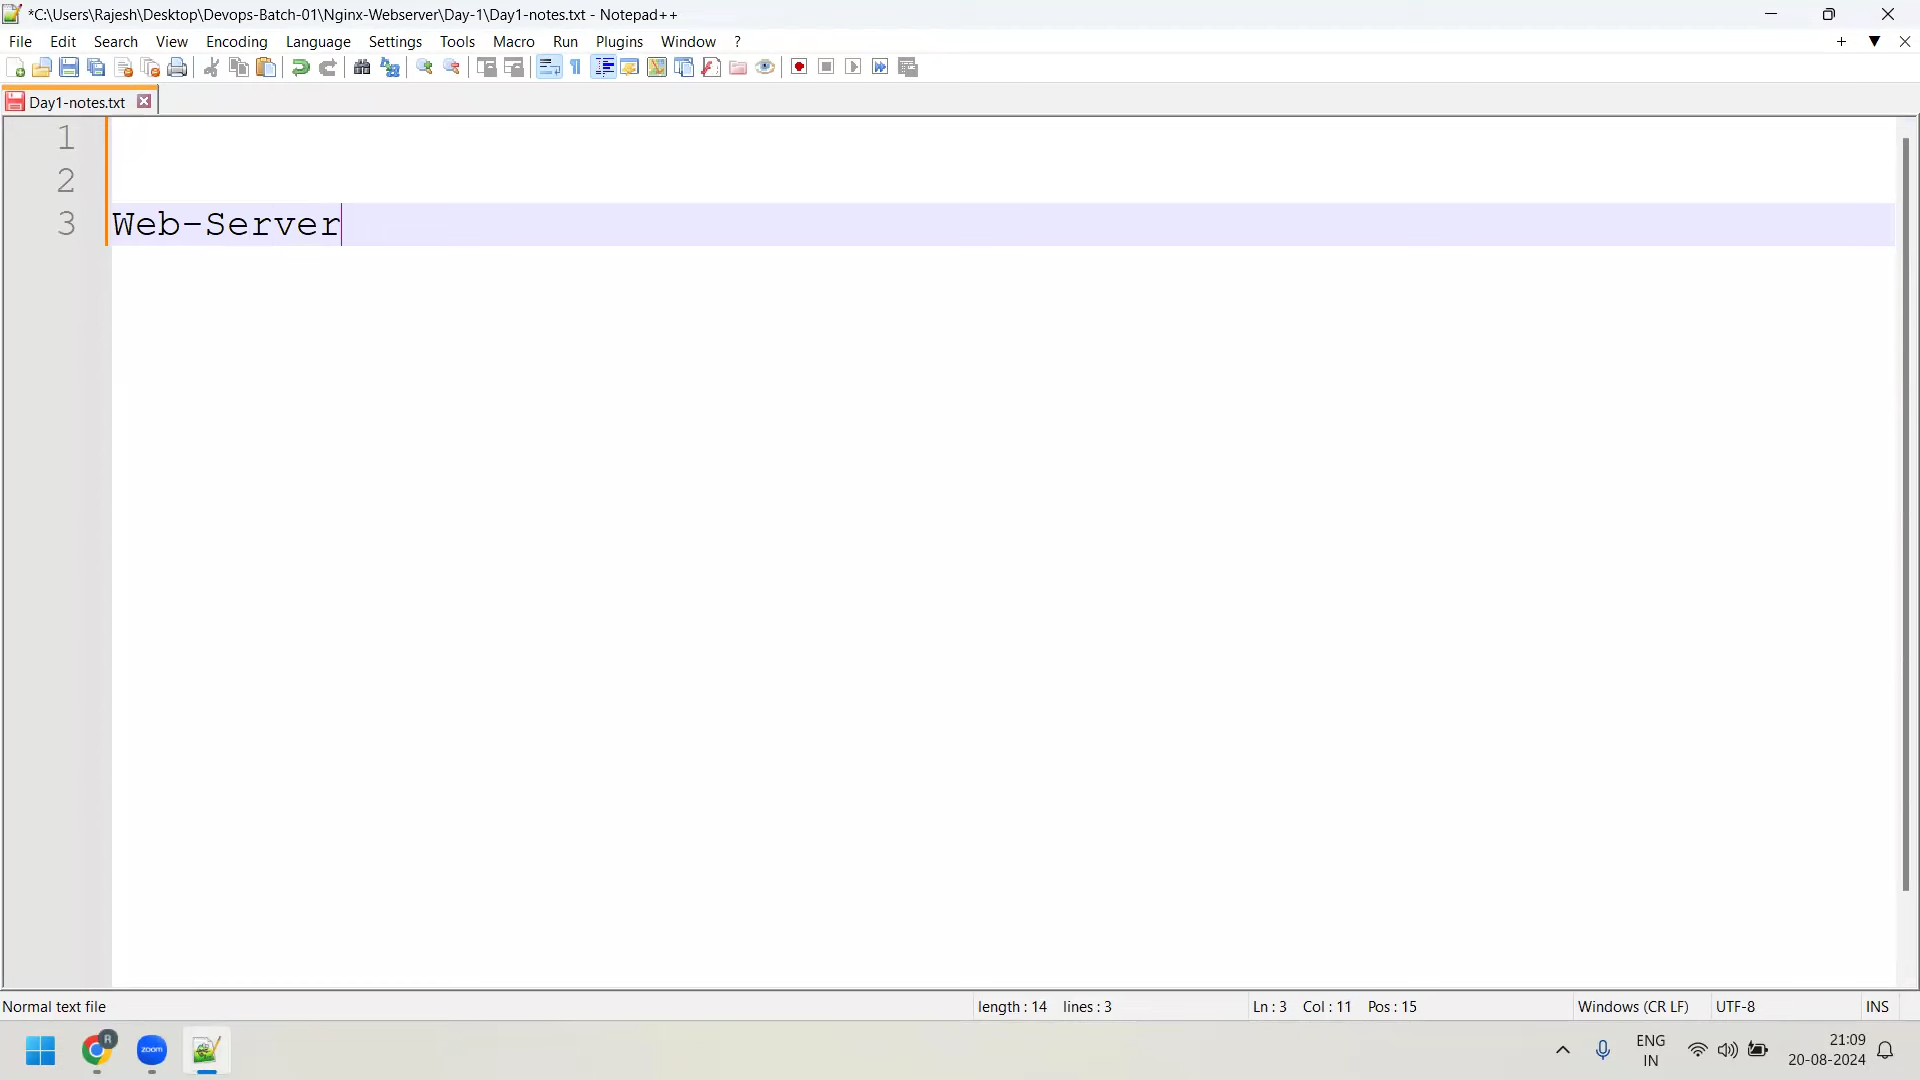 *C:\Users\Rajesh\Desktop\Devops-Batch-01\Nginx-Webserver\Day-1\Day1-notes.txt - Notepad++
File Edit Search View Encoding Language Settings Tools Macro Run Plugins Window ?
Day1-notes.txt
1
2
3 Web-Server
Normal text file length : 14 lines : 3 Ln : 3 Col : 11 Pos : 15 Windows (CR LF) UTF-8 INS
R
zoom
ENG 21:09
IN 20-08-2024